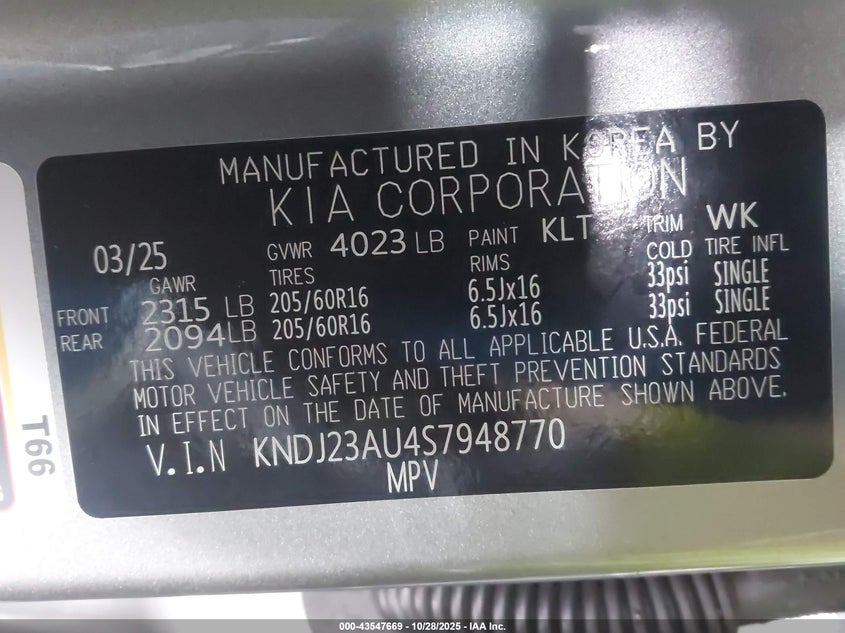 MANUFACTURED IN KOREA BY
KIA CORPORATION
03/25 GVWR 4023 LB PAINT KLT TRIM WK
GAWR TIRES RIMS COLD TIRE INFL
FRONT 2315 LB 205/60R16 6.5Jx16 33psi SINGLE
REAR 2094LB 205/60R16 6.5Jx16 33psi SINGLE
THIS VEHICLE CONFORMS TO ALL APPLICABLE U.S.A. FEDERAL
MOTOR VEHICLE SAFETY AND THEFT PREVENTION STANDARDS
IN EFFECT ON THE DATE OF MANUFACTURE SHOWN ABOVE.
V.I.N KNDJ23AU4S7948770
MPV
T66
000-43547669 - 10/28/2025 - IAA Inc.